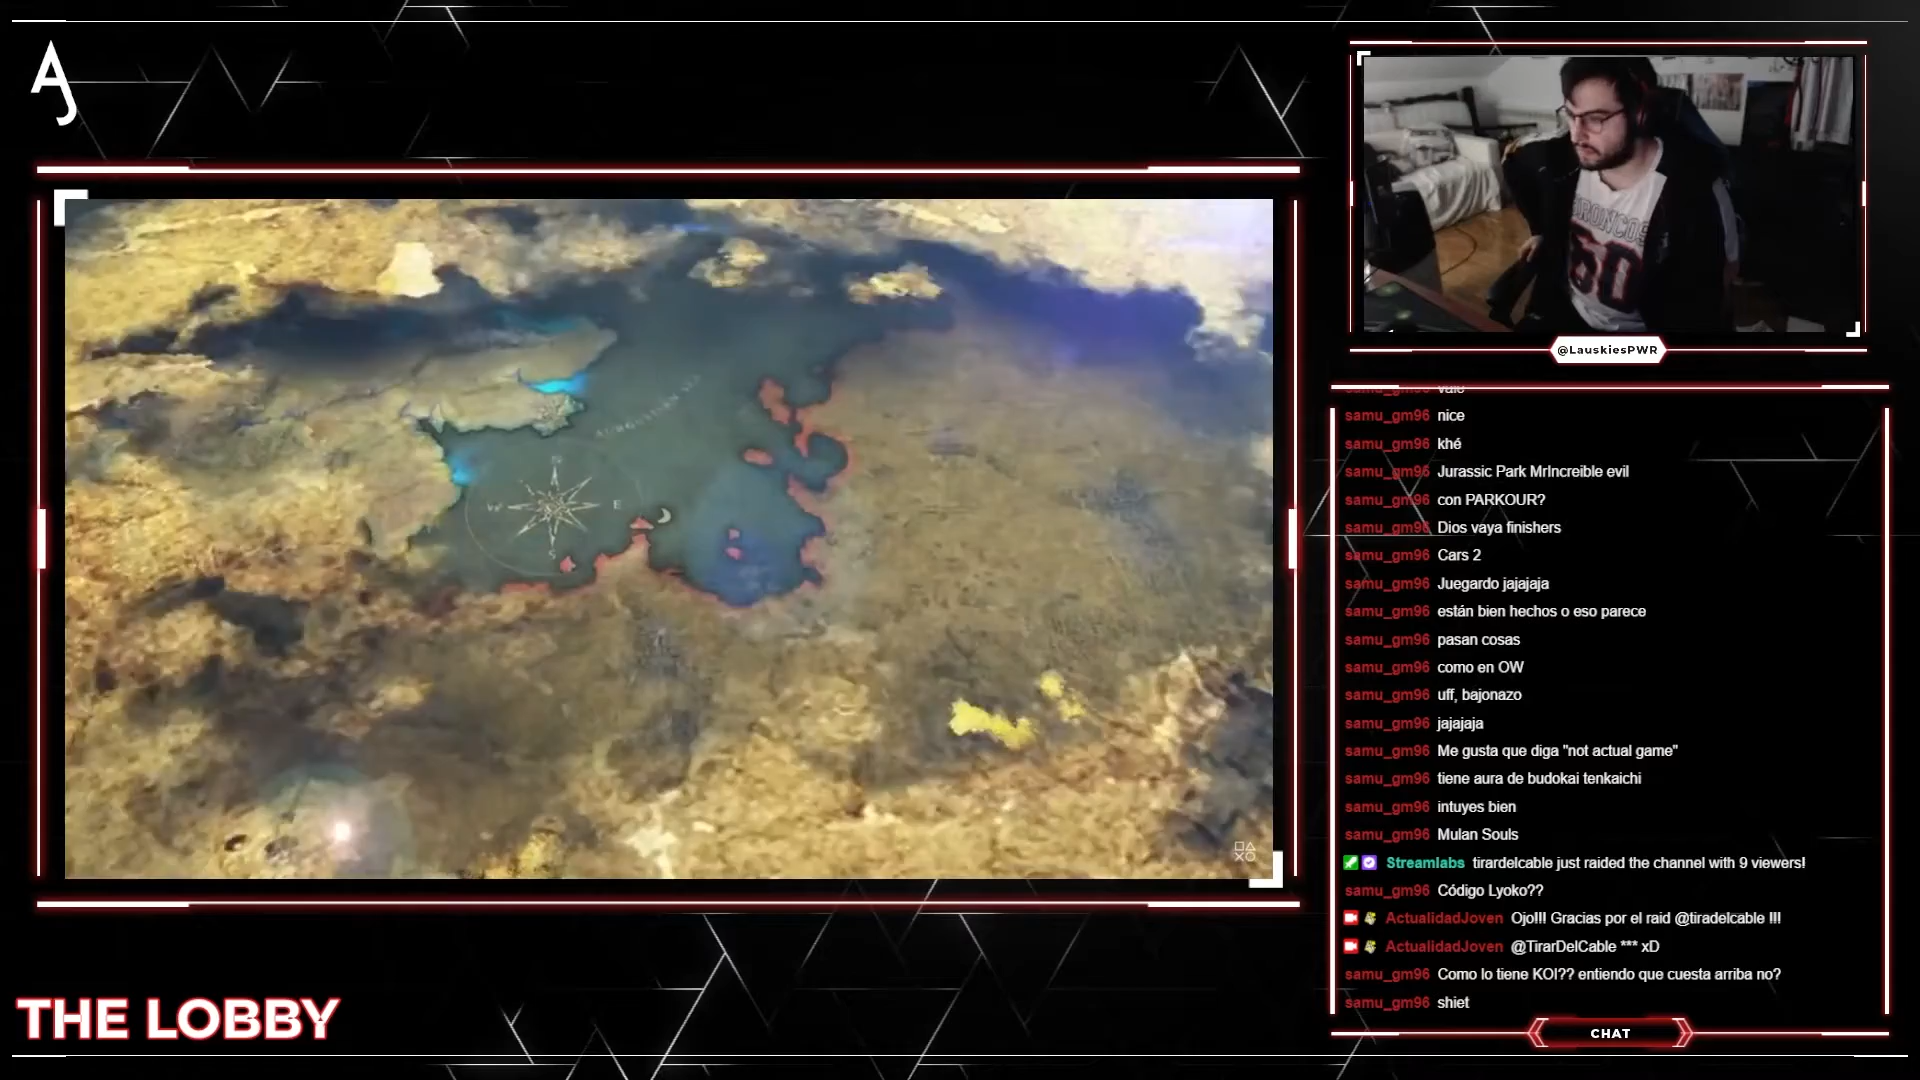 AJ
N
W
E
S
BRONCOS
60
@LauskiesPWR
samu_gm96 vale
samu_gm96 nice
samu_gm96 khé
samu_gm96 Jurassic Park MrIncreible evil
samu_gm96 con PARKOUR?
samu_gm96 Dios vaya finishers
samu_gm96 Cars 2
samu_gm96 Juegardo jajajaja
samu_gm96 están bien hechos o eso parece
samu_gm96 pasan cosas
samu_gm96 como en OW
samu_gm96 uff, bajonazo
samu_gm96 jajajaja
samu_gm96 Me gusta que diga "not actual game"
samu_gm96 tiene aura de budokai tenkaichi
samu_gm96 intuyes bien
samu_gm96 Mulan Souls
Streamlabs tirardelcable just raided the channel with 9 viewers!
samu_gm96 Código Lyoko??
ActualidadJoven Ojo!!! Gracias por el raid @tiradelcable !!!
ActualidadJoven @TirarDelCable *** xD
samu_gm96 Como lo tiene KOI?? entiendo que cuesta arriba no?
samu_gm96 shiet
CHAT
THE LOBBY